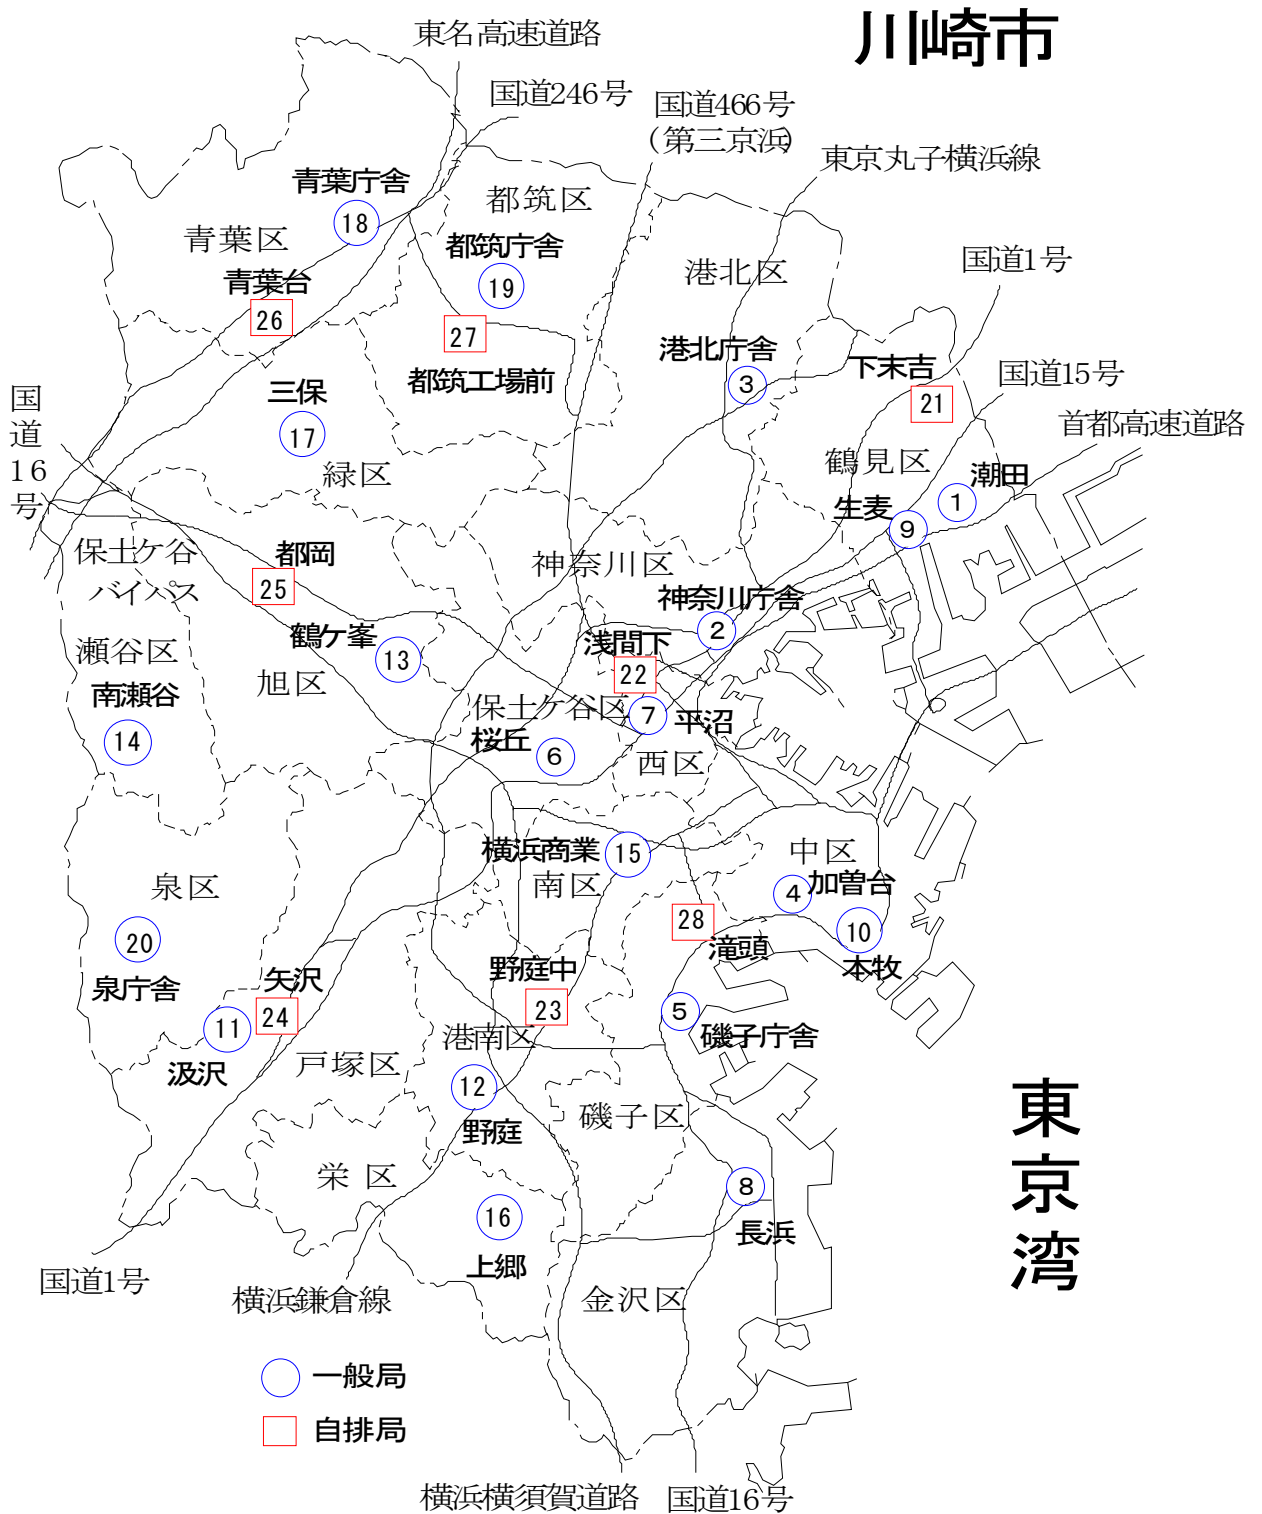 川崎市
東名高速道路
国道246号
国道466号
(第三京浜)
東京丸子横浜線
青葉庁舎
18
都筑区
青葉区
都筑庁舎
19
港北区
国道1号
青葉台
26
27
港北庁舎
3
下末吉
21
国道15号
都筑工場前
三保
17
国道16号
首都高速道路
緑区
鶴見区
潮田
1
生麦
9
保土ケ谷
バイパス
都岡
25
神奈川区
神奈川庁舎
2
鶴ケ峯
13
浅間下
22
瀬谷区
南瀬谷
14
旭区
保土ケ谷区
7
平沼
桜丘
6
西区
横浜商業
15
中区
南区
4
加曽台
泉区
20
泉庁舎
28
滝頭
10
本牧
矢沢
24
野庭中
23
5
磯子庁舎
11
汲沢
港南区
戸塚区
12
野庭
磯子区
東京湾
栄区
8
長浜
16
上郷
国道1号
横浜鎌倉線
金沢区
一般局
自排局
横浜横須賀道路
国道16号